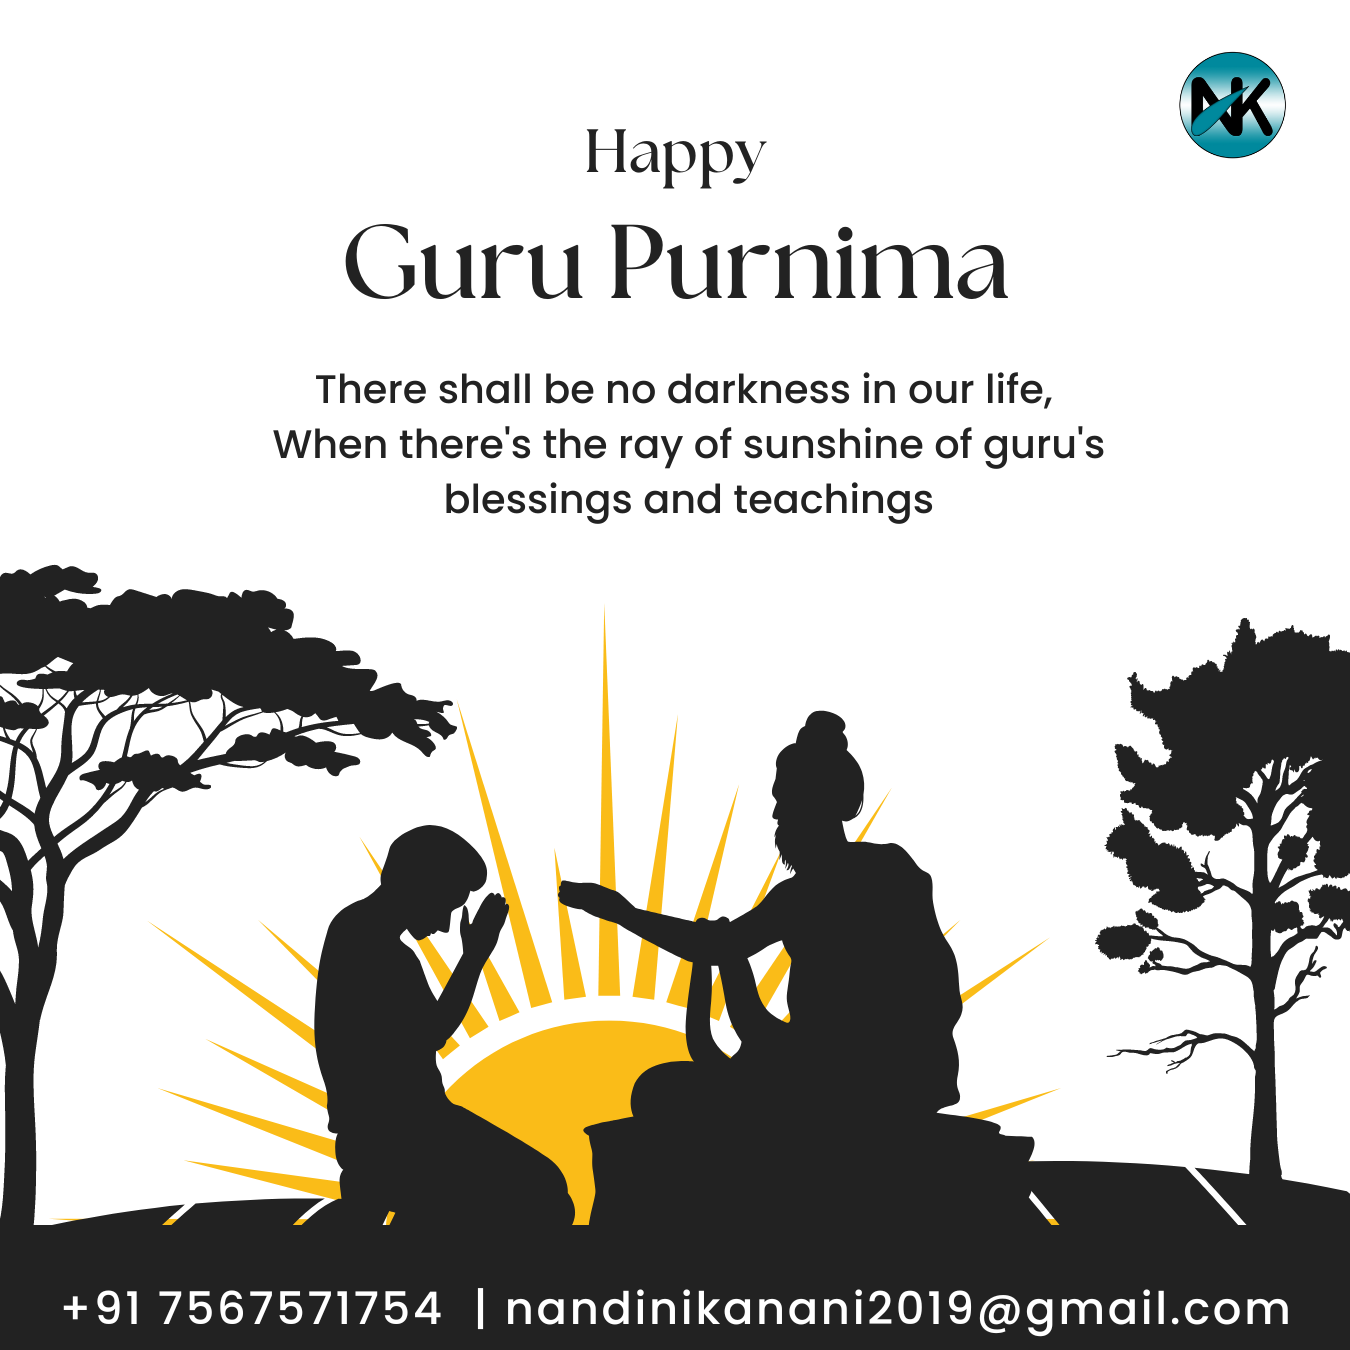 NK
Happy
Guru Purnima
There shall be no darkness in our life,
When there's the ray of sunshine of guru's
blessings and teachings
+91 7567571754 | nandinikanani2019@gmail.com